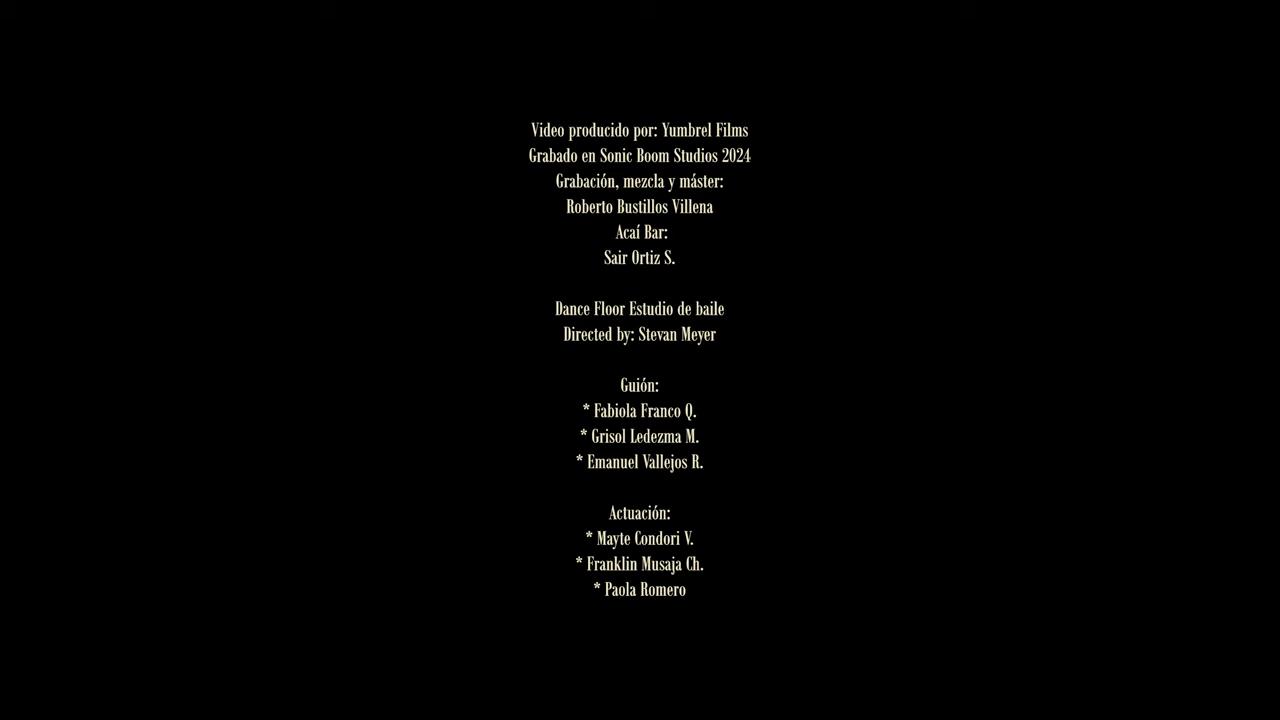 Video producido por: Yumbrel Films
Grabado en Sonic Boom Studios 2024
Grabación, mezcla y máster:
Roberto Bustillos Villena
Acaí Bar:
Sair Ortiz S.
Dance Floor Estudio de baile
Directed by: Stevan Meyer
Guión:
* Fabiola Franco Q.
* Grisol Ledezma M.
* Emanuel Vallejos R.
Actuación:
* Mayte Condori V.
* Franklin Musaja Ch.
* Paola Romero